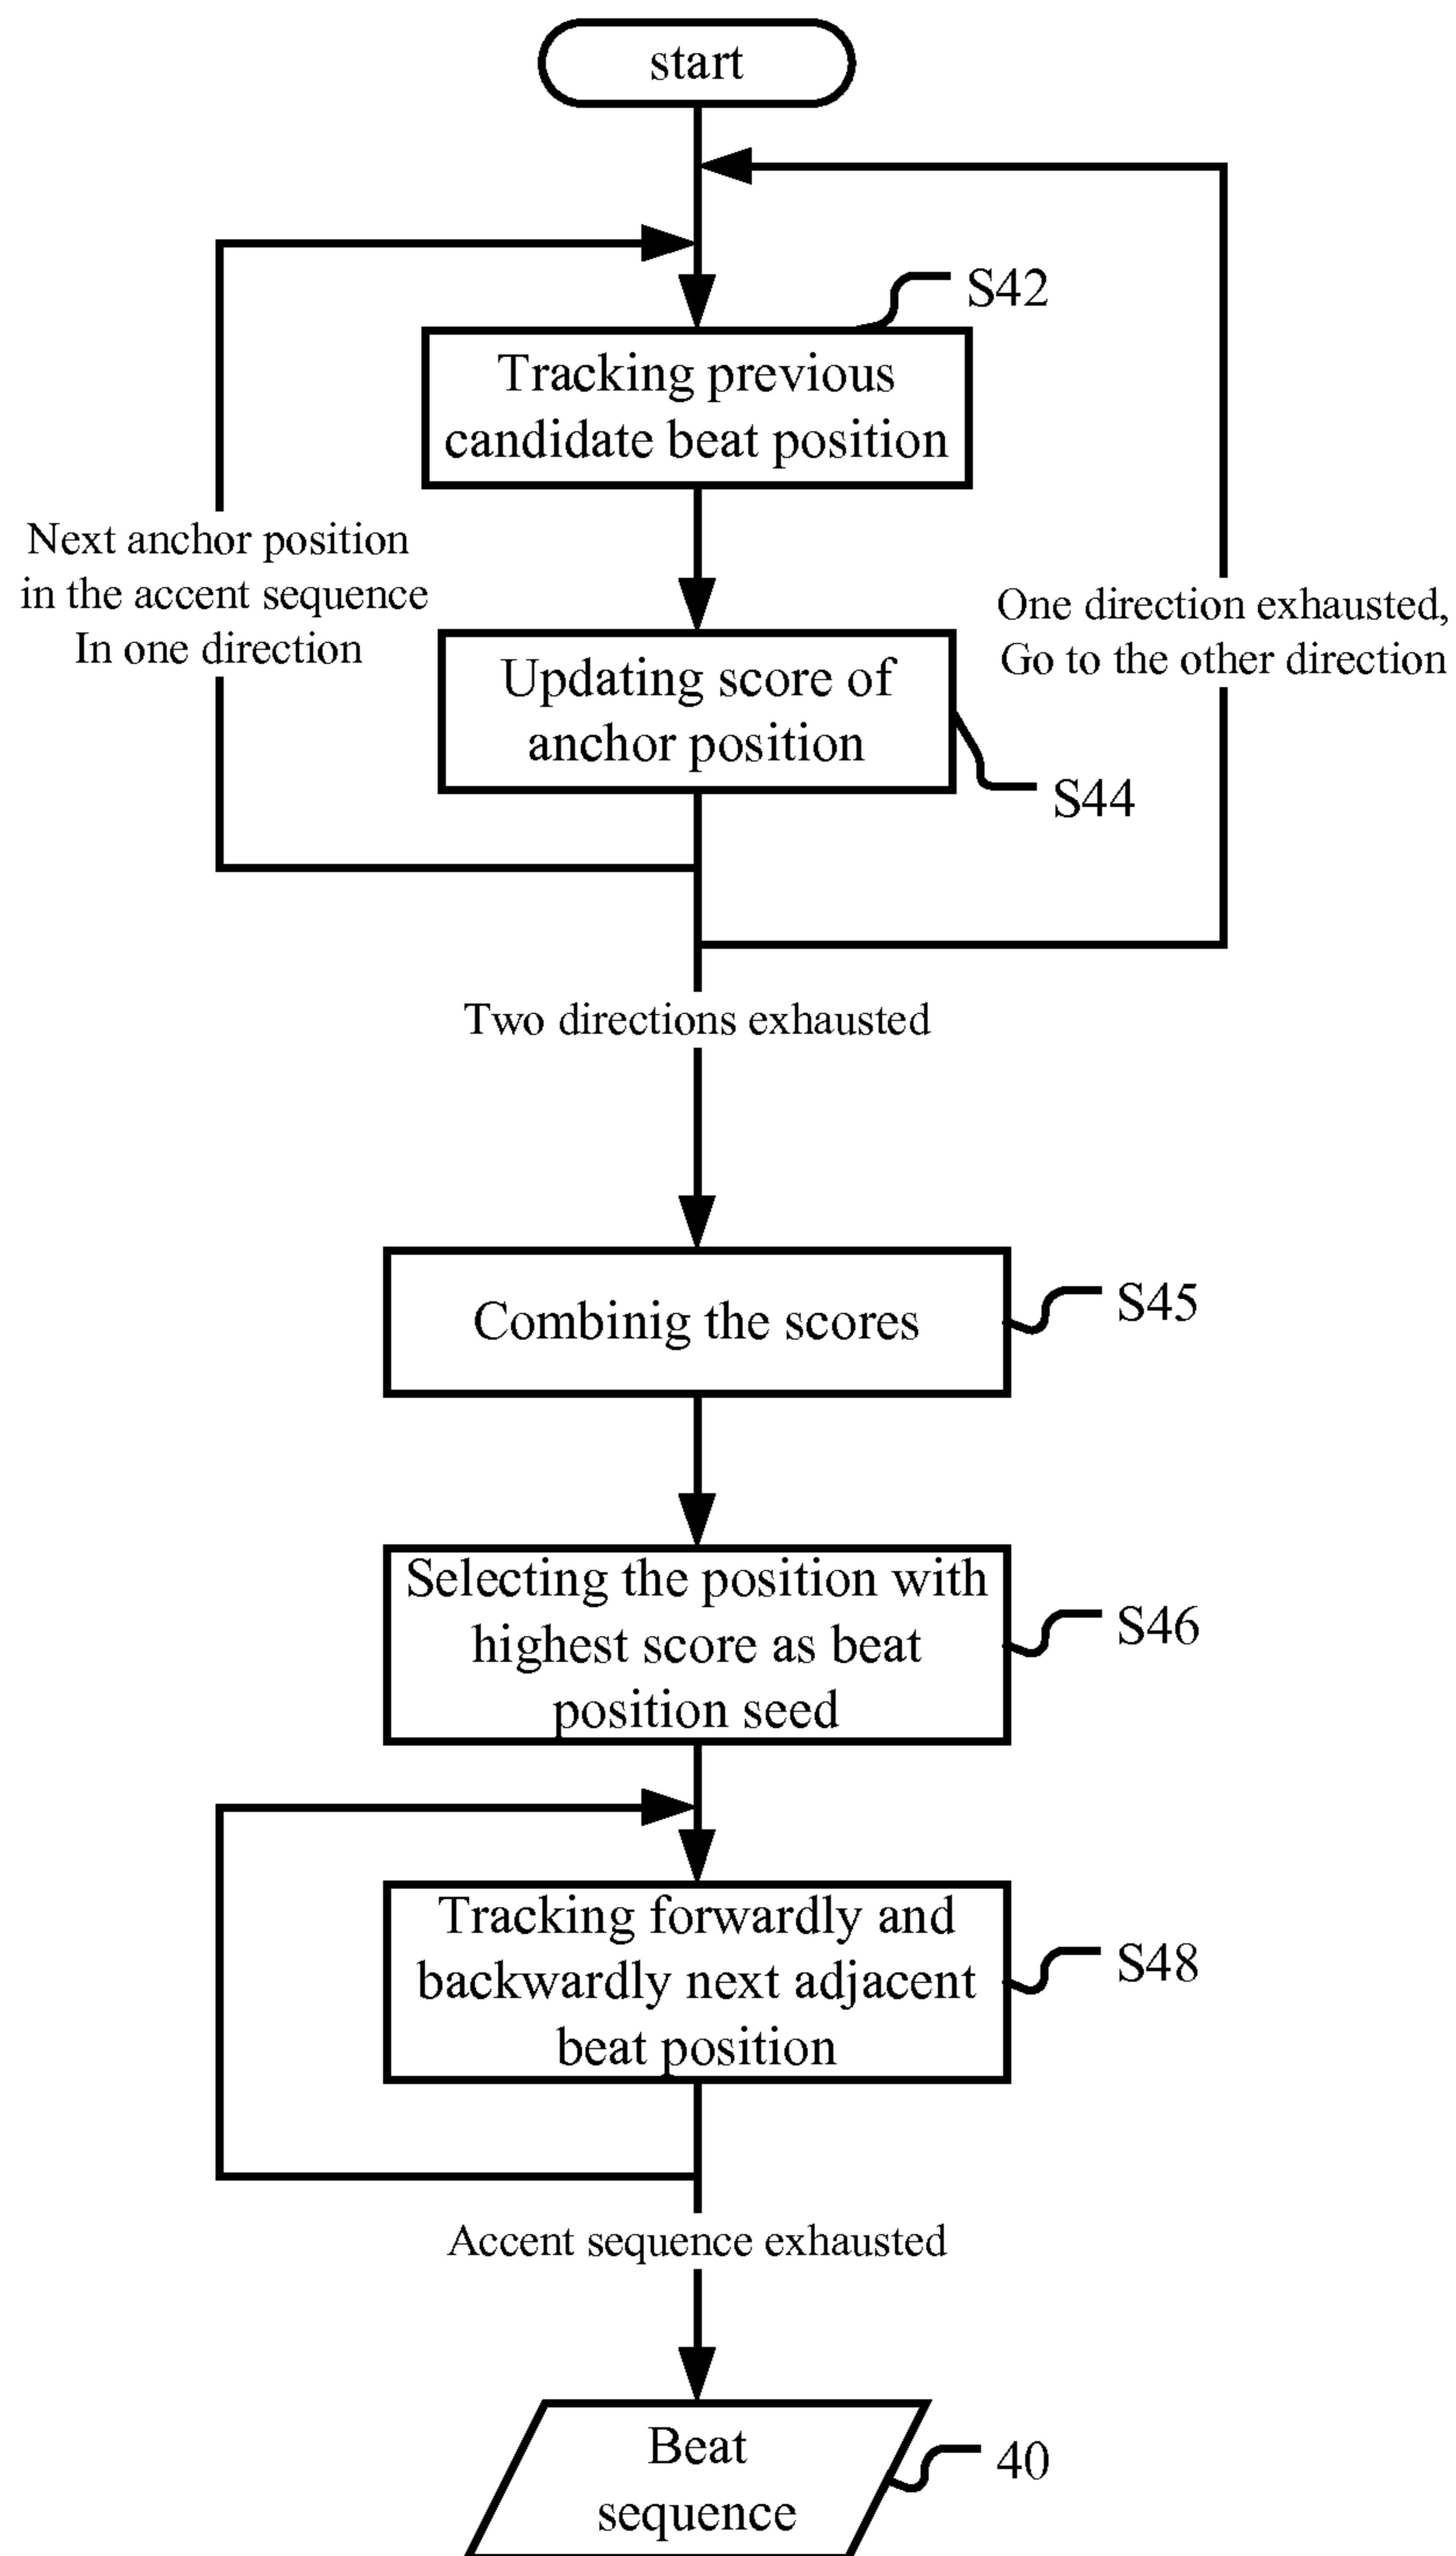 start
S42
Tracking previous
candidate beat position
Next anchor position
in the accent sequence
In one direction
One direction exhausted,
Go to the other direction
Updating score of
anchor position
S44
Two directions exhausted
Combinig the scores
S45
Selecting the position with
highest score as beat
position seed
S46
Tracking forwardly and
backwardly next adjacent
beat position
S48
Accent sequence exhausted
Beat
sequence
40